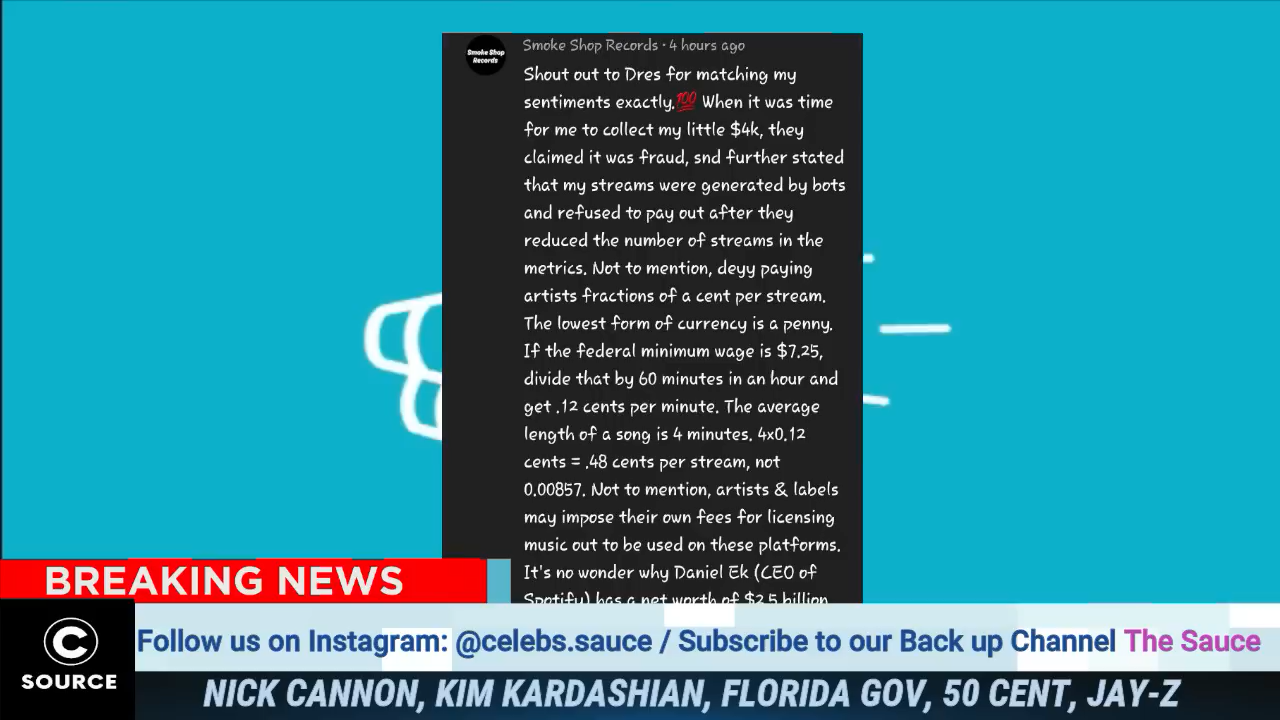 Smoke Shop Records
Smoke Shop Records · 4 hours ago
Shout out to Dres for matching my
sentiments exactly.💯 When it was time
for me to collect my little $4k, they
claimed it was fraud, snd further stated
that my streams were generated by bots
and refused to pay out after they
reduced the number of streams in the
metrics. Not to mention, deyy paying
artists fractions of a cent per stream.
The lowest form of currency is a penny.
If the federal minimum wage is $7.25,
divide that by 60 minutes in an hour and
get .12 cents per minute. The average
length of a song is 4 minutes. 4x0.12
cents = .48 cents per stream, not
0.00857. Not to mention, artists & labels
may impose their own fees for licensing
music out to be used on these platforms.
It's no wonder why Daniel Ek (CEO of
Spotify) has a net worth of $2.5 billion
BREAKING NEWS
C
SOURCE
Follow us on Instagram: @celebs.sauce / Subscribe to our Back up Channel The Sauce
NICK CANNON, KIM KARDASHIAN, FLORIDA GOV, 50 CENT, JAY-Z